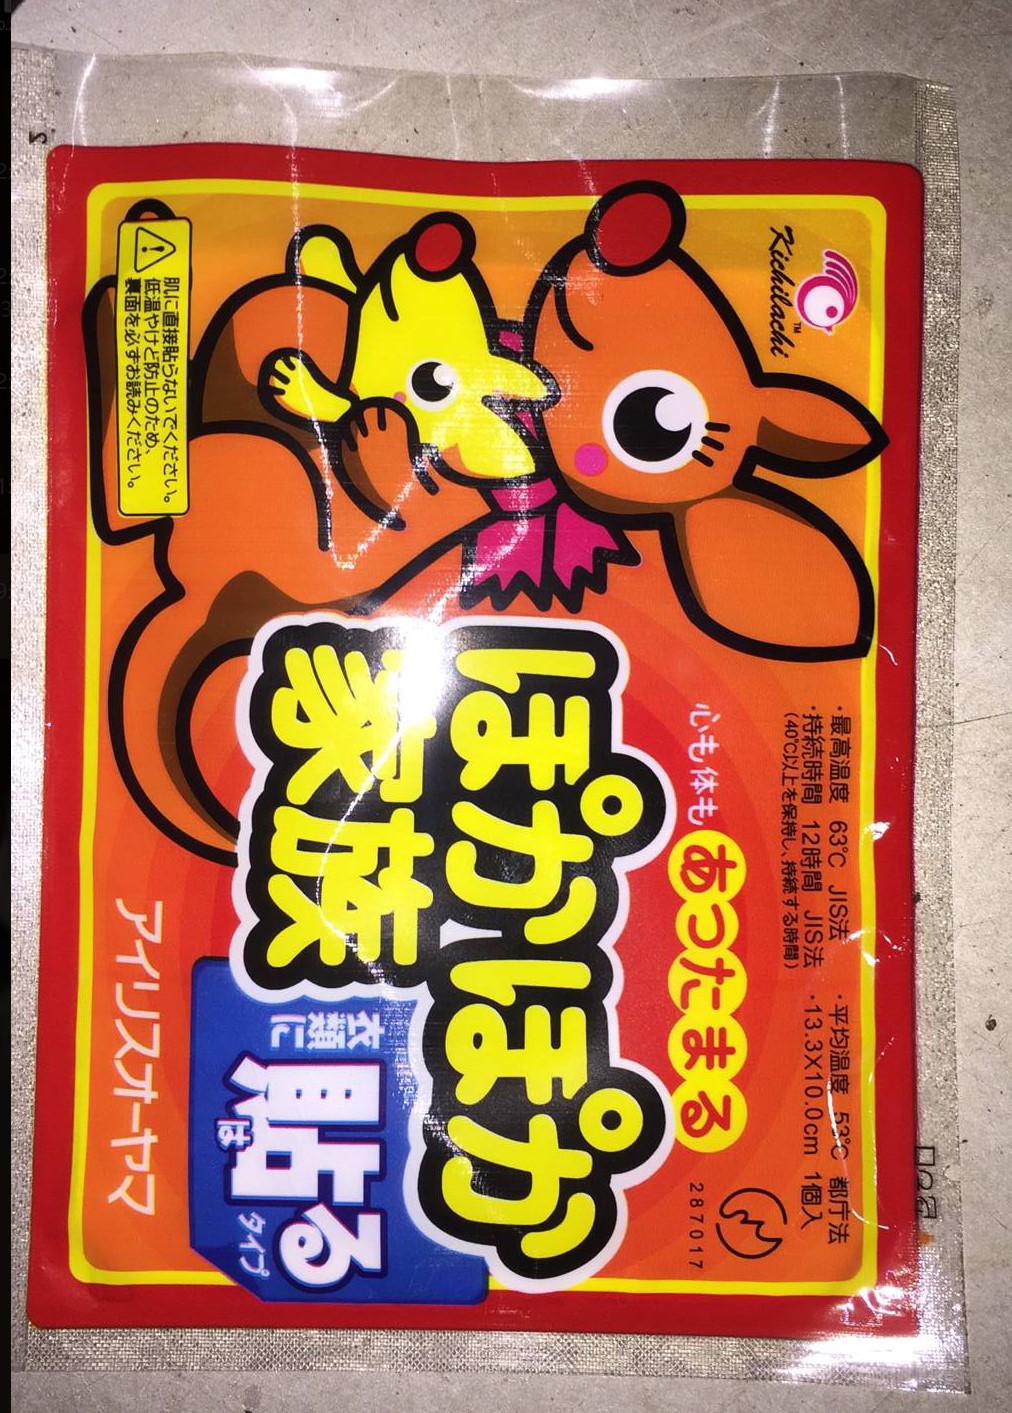 Kichilachi™
・最高温度 63℃ JIS法 ・平均温度 53℃ 都庁法
・持続時間 12時間 JIS法 ・13.3X10.0cm 1個入
(40℃以上を保持し、持続する時間)
心も体も あったまる
287017
ぽかぽか
家族
衣類に
貼る
は
タイプ
アイリスオーヤマ
肌に直接貼らないでください。
低温やけど防止のため、
裏面を必ずお読みください。